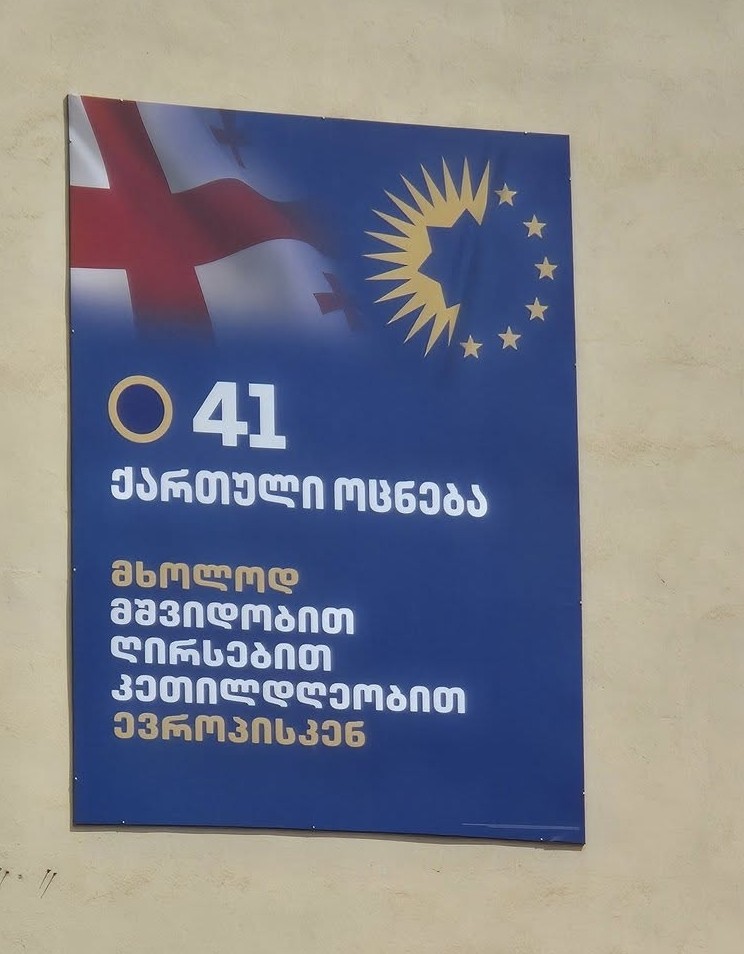 41
ქართული ოცნება
მხოლოდ
მშვიდობით
ღირსებით
კეთილდღეობით
ევროპისკენ